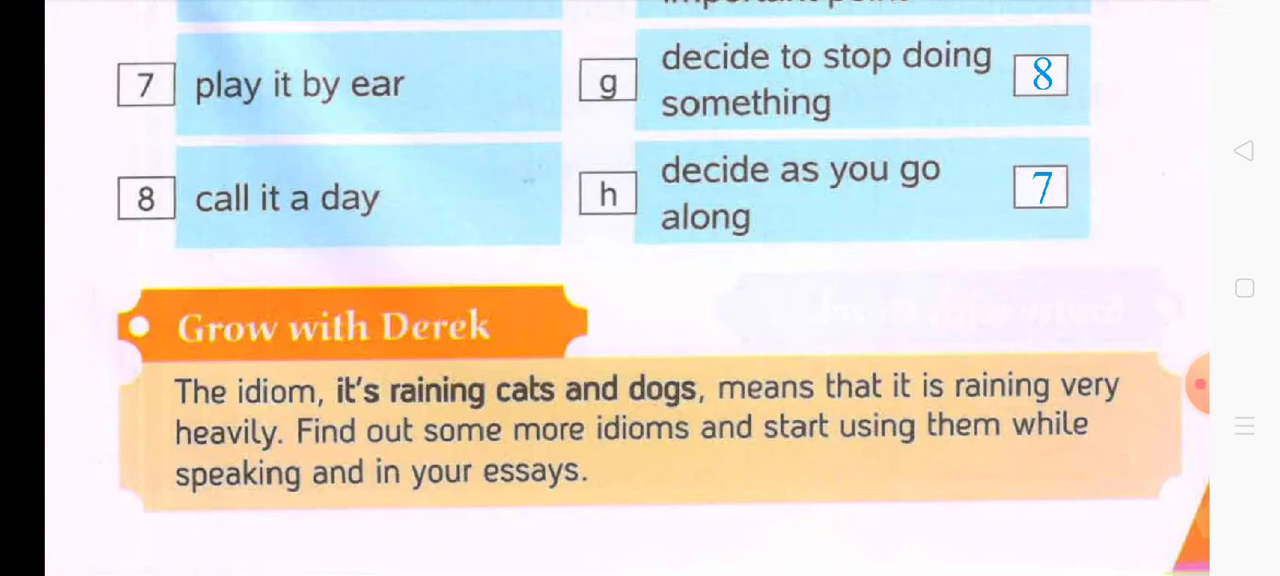 7 play it by ear
g decide to stop doing
something 8
8 call it a day
h decide as you go
along 7
Grow with Derek
The idiom, it's raining cats and dogs, means that it is raining very
heavily. Find out some more idioms and start using them while
speaking and in your essays.